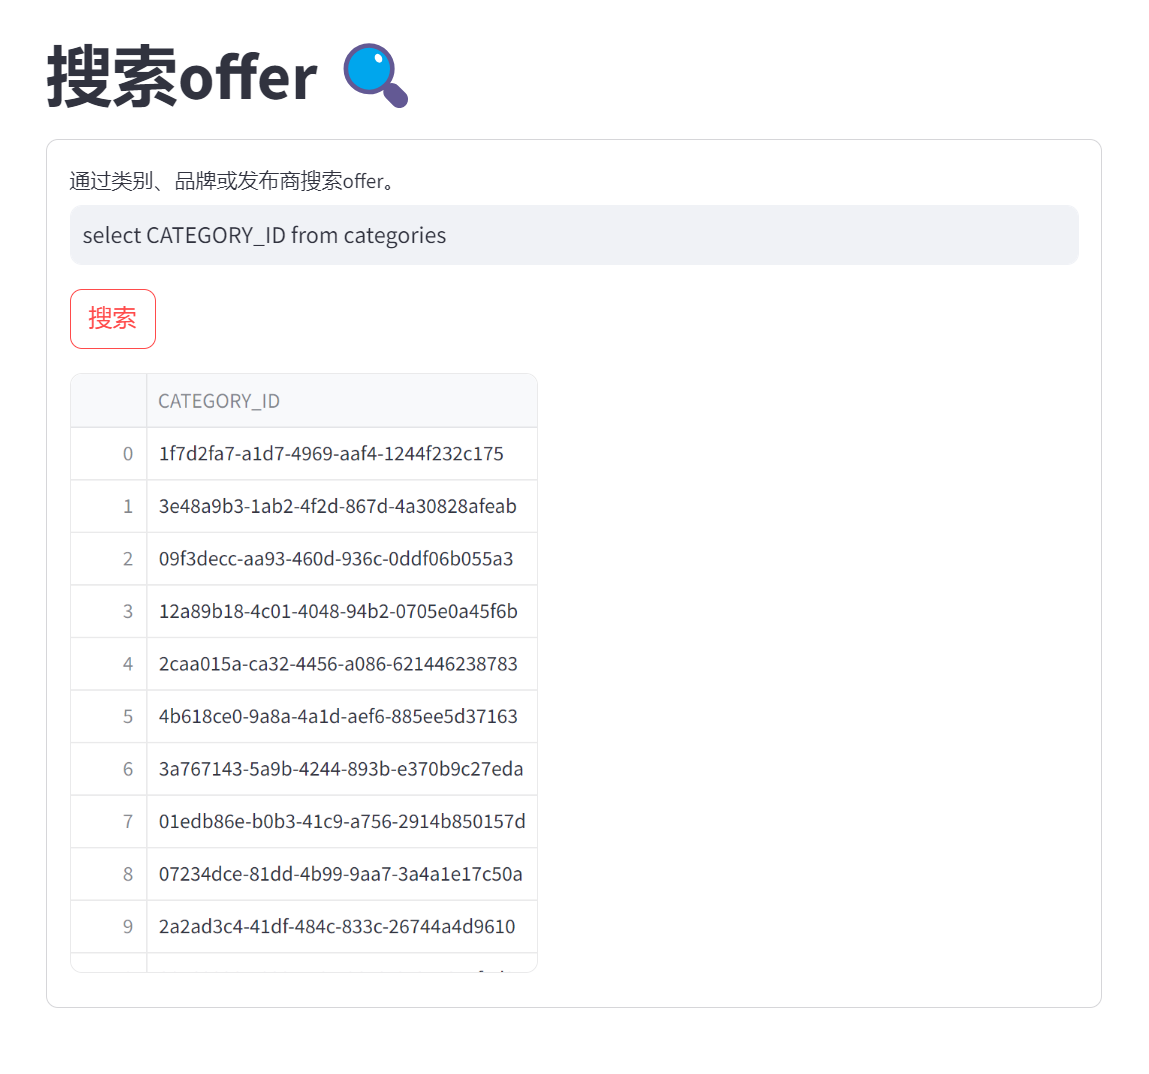 搜索offer
通过类别、品牌或发布商搜索offer。
select CATEGORY_ID from categories
搜索
CATEGORY_ID
0 1f7d2fa7-a1d7-4969-aaf4-1244f232c175
1 3e48a9b3-1ab2-4f2d-867d-4a30828afeab
2 09f3decc-aa93-460d-936c-0ddf06b055a3
3 12a89b18-4c01-4048-94b2-0705e0a45f6b
4 2caa015a-ca32-4456-a086-621446238783
5 4b618ce0-9a8a-4a1d-aef6-885ee5d37163
6 3a767143-5a9b-4244-893b-e370b9c27eda
7 01edb86e-b0b3-41c9-a756-2914b850157d
8 07234dce-81dd-4b99-9aa7-3a4a1e17c50a
9 2a2ad3c4-41df-484c-833c-26744a4d9610